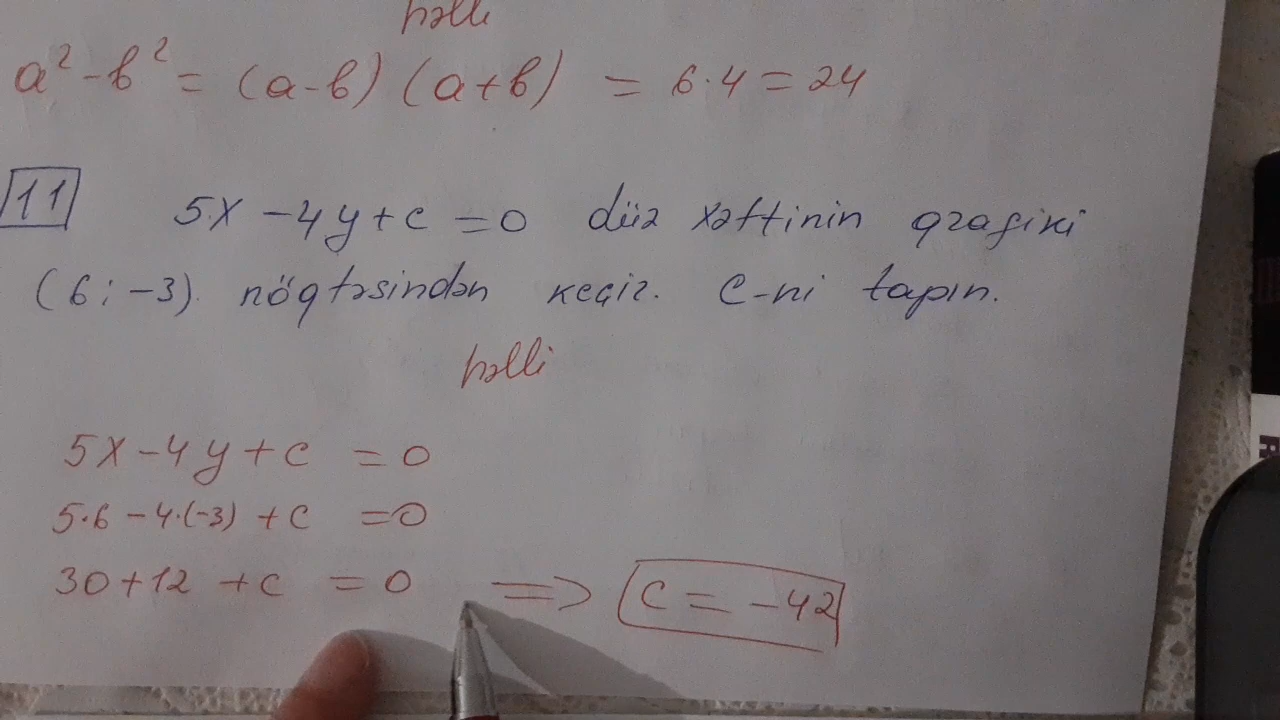 həlli
a² - b² = (a-b) (a+b) = 6·4 = 24
11 5x - 4y + c = 0 düz xəttinin qrafiki
(6; -3) nöqtəsindən keçir. C-ni tapın.
həlli
5x - 4y + c = 0
5·6 - 4·(-3) + c = 0
30 + 12 + c = 0 => c = -42